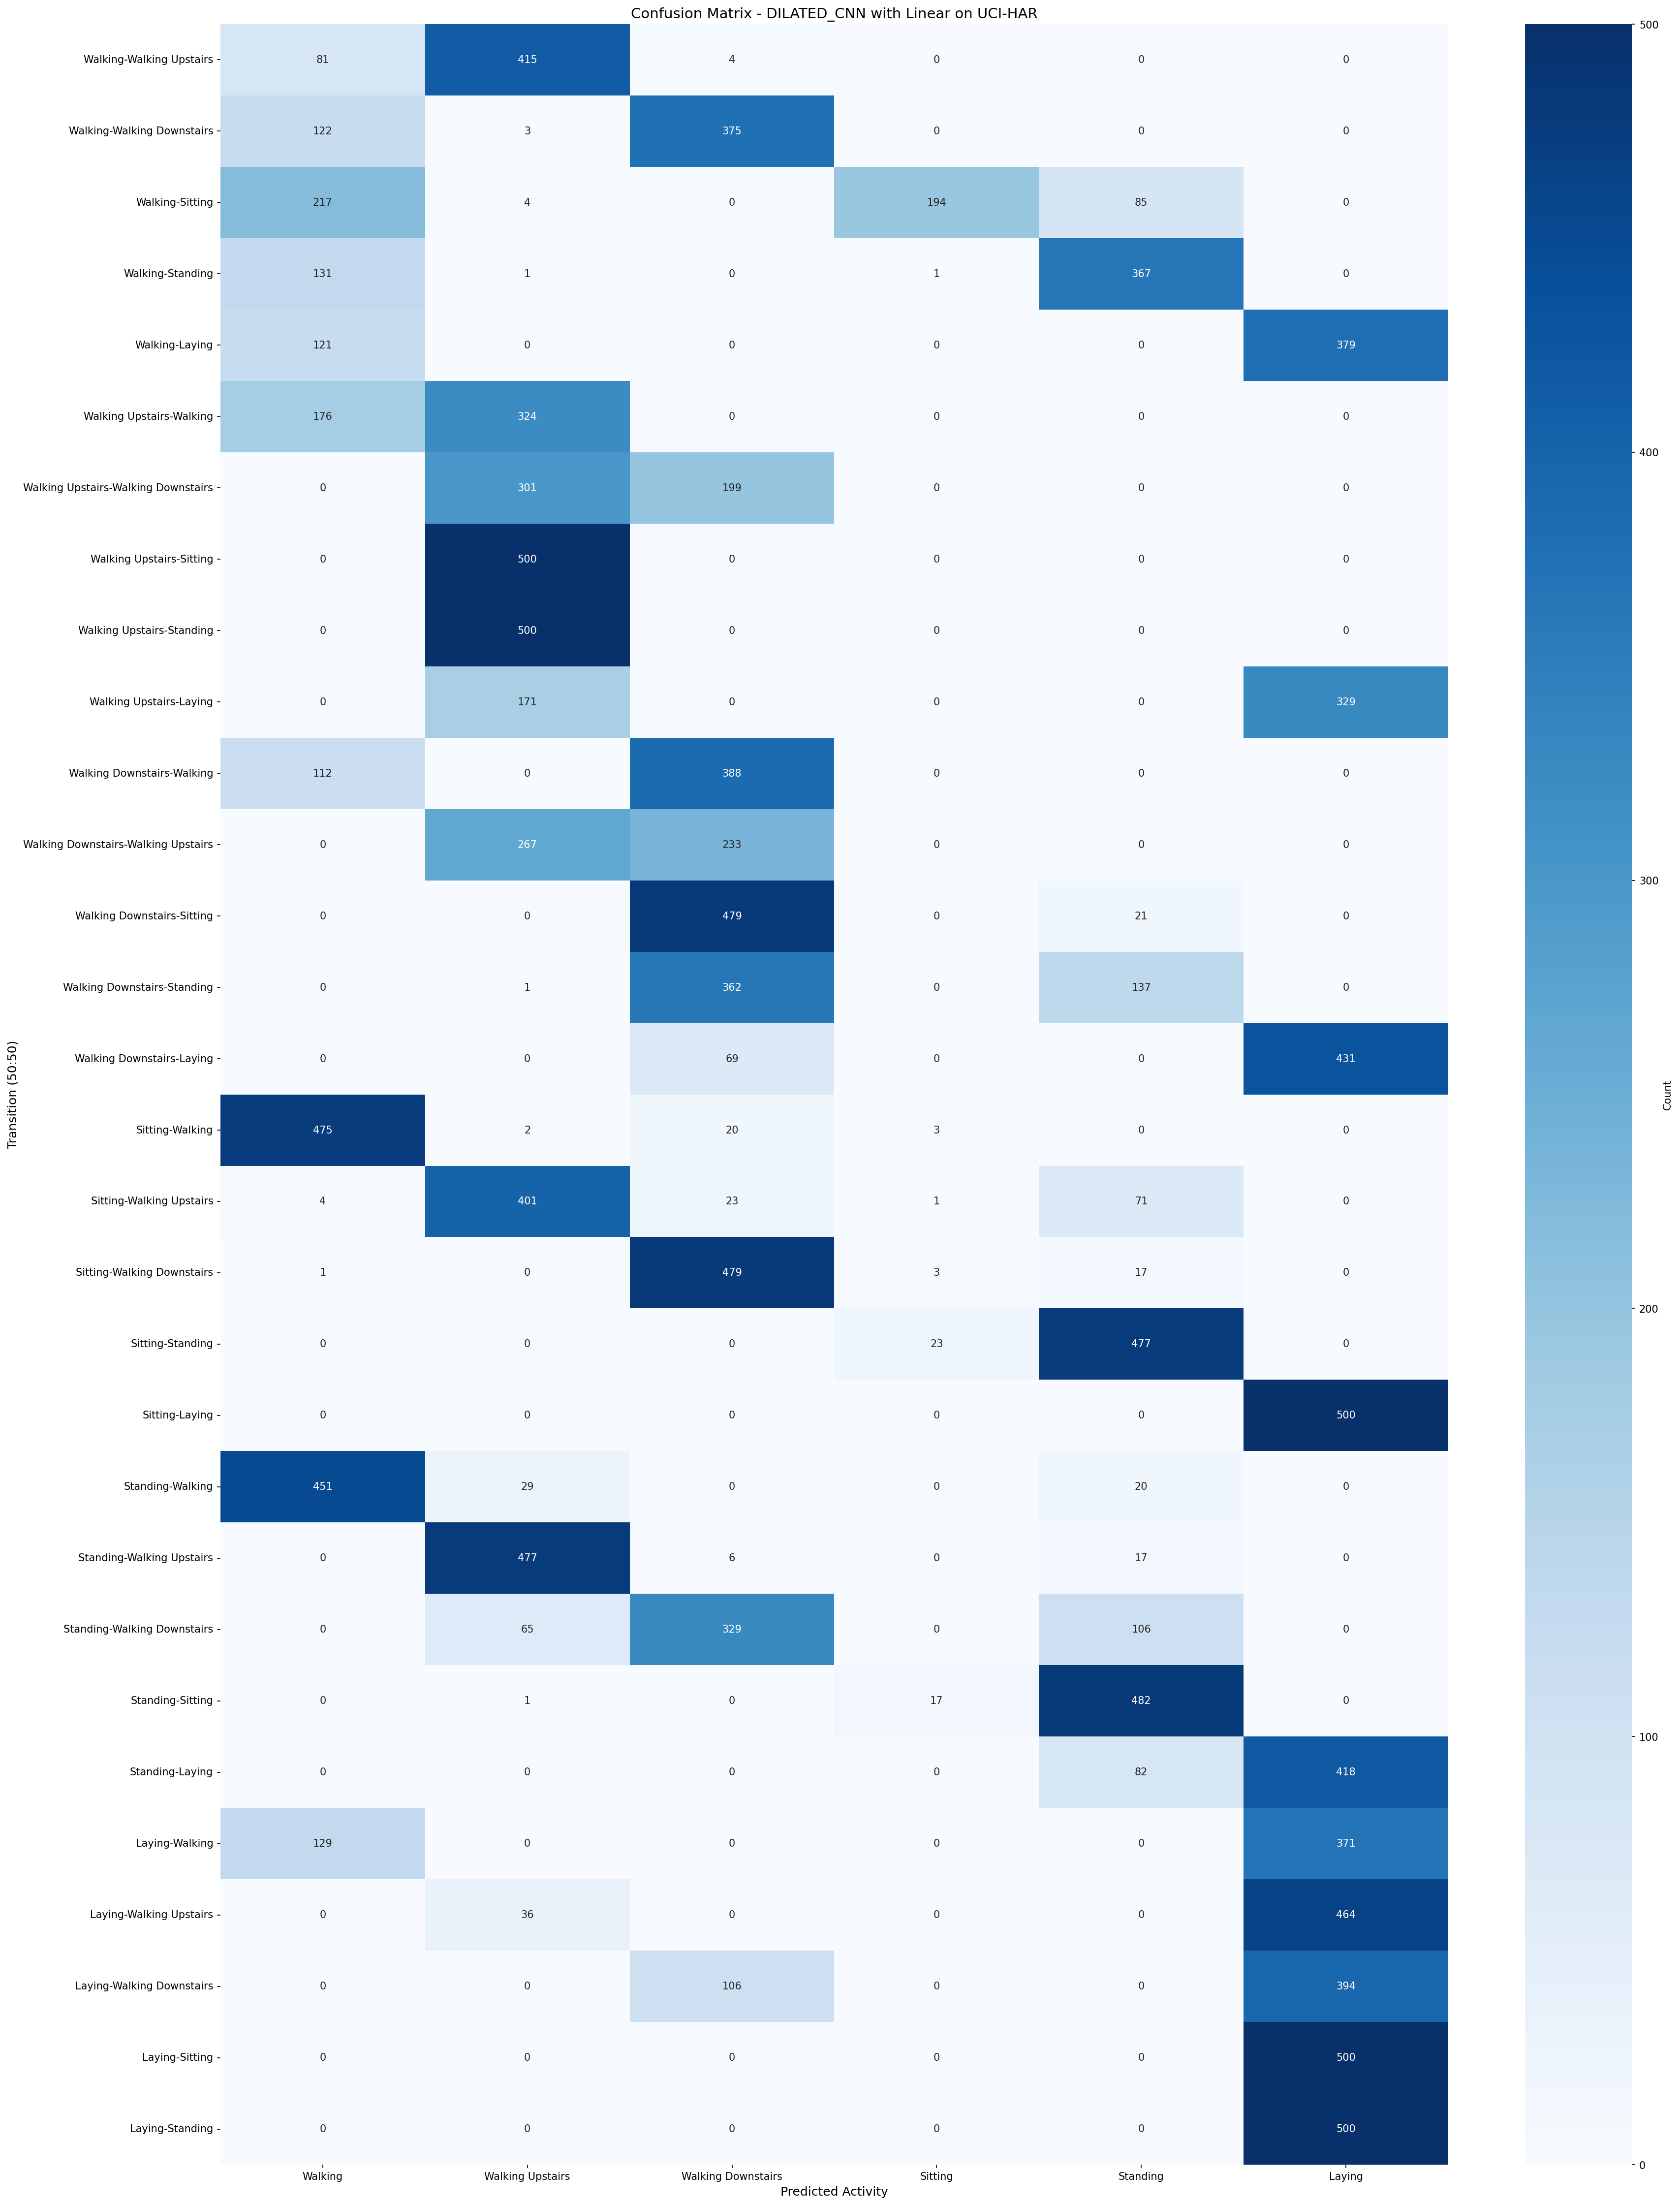 Confusion Matrix - DILATED_CNN with Linear on UCI-HAR
Transition (50:50)
Walking-Walking Upstairs 81 415 4 0 0 0
Walking-Walking Downstairs 122 3 375 0 0 0
Walking-Sitting 217 4 0 194 85 0
Walking-Standing 131 1 0 1 367 0
Walking-Laying 121 0 0 0 0 379
Walking Upstairs-Walking 176 324 0 0 0 0
Walking Upstairs-Walking Downstairs 0 301 199 0 0 0
Walking Upstairs-Sitting 0 500 0 0 0 0
Walking Upstairs-Standing 0 500 0 0 0 0
Walking Upstairs-Laying 0 171 0 0 0 329
Walking Downstairs-Walking 112 0 388 0 0 0
Walking Downstairs-Walking Upstairs 0 267 233 0 0 0
Walking Downstairs-Sitting 0 0 479 0 21 0
Walking Downstairs-Standing 0 1 362 0 137 0
Walking Downstairs-Laying 0 0 69 0 0 431
Sitting-Walking 475 2 20 3 0 0
Sitting-Walking Upstairs 4 401 23 1 71 0
Sitting-Walking Downstairs 1 0 479 3 17 0
Sitting-Standing 0 0 0 23 477 0
Sitting-Laying 0 0 0 0 0 500
Standing-Walking 451 29 0 0 20 0
Standing-Walking Upstairs 0 477 6 0 17 0
Standing-Walking Downstairs 0 65 329 0 106 0
Standing-Sitting 0 1 0 17 482 0
Standing-Laying 0 0 0 0 82 418
Laying-Walking 129 0 0 0 0 371
Laying-Walking Upstairs 0 36 0 0 0 464
Laying-Walking Downstairs 0 0 106 0 0 394
Laying-Sitting 0 0 0 0 0 500
Laying-Standing 0 0 0 0 0 500
Walking Walking Upstairs Walking Downstairs Sitting Standing Laying
Predicted Activity
500
400
300
200
100
0
Count